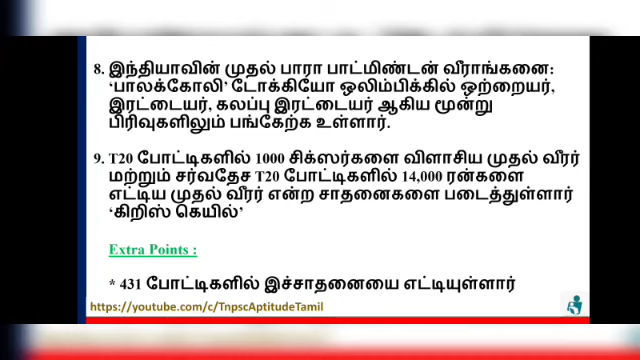 8. இந்தியாவின் முதல் பாரா பாட்மிண்டன் வீராங்கனை:
‘பாலக்கோலி’ டோக்கியோ ஒலிம்பிக்கில் ஒற்றையர்,
இரட்டையர், கலப்பு இரட்டையர் ஆகிய மூன்று
பிரிவுகளிலும் பங்கேற்க உள்ளார்.
9. T20 போட்டிகளில் 1000 சிக்ஸர்களை விளாசிய முதல் வீரர்
மற்றும் சர்வதேச T20 போட்டிகளில் 14,000 ரன்களை
எட்டிய முதல் வீரர் என்ற சாதனைகளை படைத்துள்ளார்
‘கிறிஸ் கெயில்’
Extra Points :
* 431 போட்டிகளில் இச்சாதனையை எட்டியுள்ளார்
https://youtube.com/c/TnpscAptitudeTamil